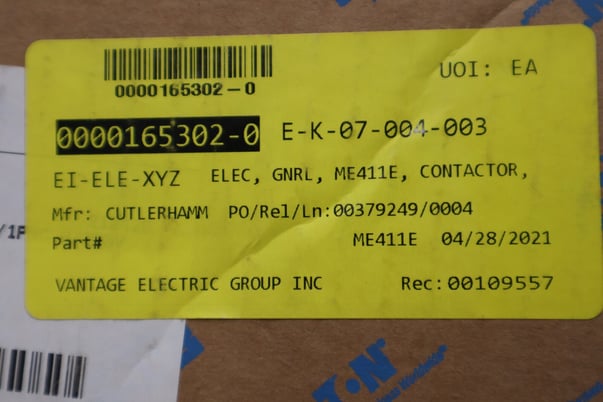 0000165302-0
UOI: EA
0000165302-0 E-K-07-004-003
EI-ELE-XYZ ELEC, GNRL, ME411E, CONTACTOR,
Mfr: CUTLERHAMM PO/Rel/Ln:00379249/0004
Part# ME411E 04/28/2021
VANTAGE ELECTRIC GROUP INC Rec:00109557